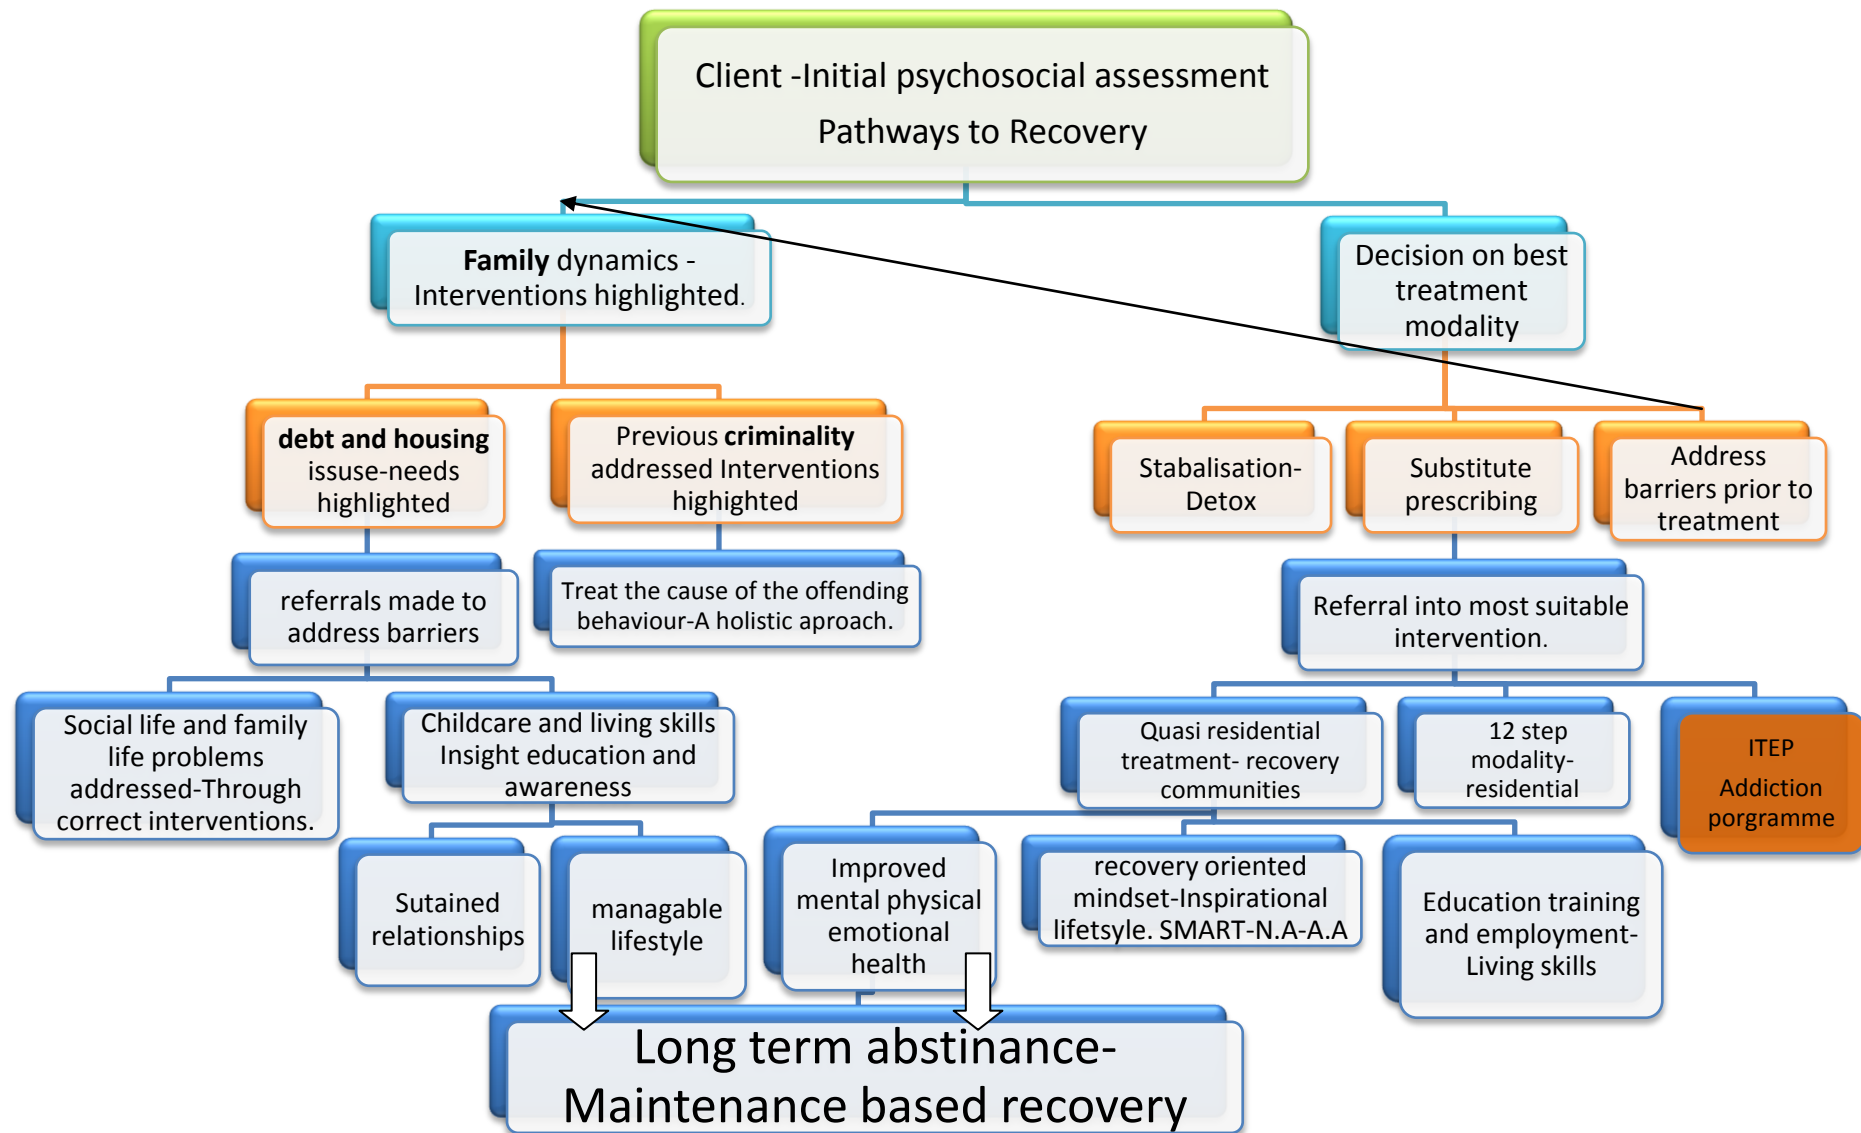 Client -Initial psychosocial assessment
Pathways to Recovery
Family dynamics -
Interventions highlighted.
Decision on best
treatment
modality
debt and housing
issuse-needs
highlighted
Previous criminality
addressed Interventions
highighted
Stabalisation-
Detox
Substitute
prescribing
Address
barriers prior to
treatment
referrals made to
address barriers
Treat the cause of the offending
behaviour-A holistic aproach.
Referral into most suitable
intervention.
Social life and family
life problems
addressed-Through
correct interventions.
Childcare and living skills
Insight education and
awareness
Quasi residential
treatment- recovery
communities
12 step
modality-
residential
ITEP
Addiction
porgramme
Sutained
relationships
managable
lifestyle
Improved
mental physical
emotional
health
recovery oriented
mindset-Inspirational
lifetsyle. SMART-N.A-A.A
Education training
and employment-
Living skills
Long term abstinance-
Maintenance based recovery